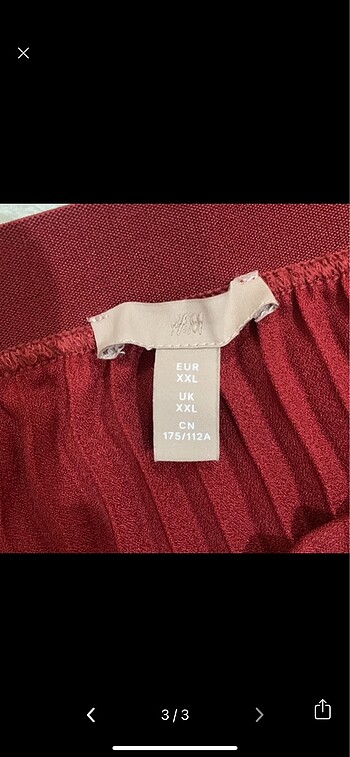 H&M
EUR
XXL
UK
XXL
CN
175/112A
3/3